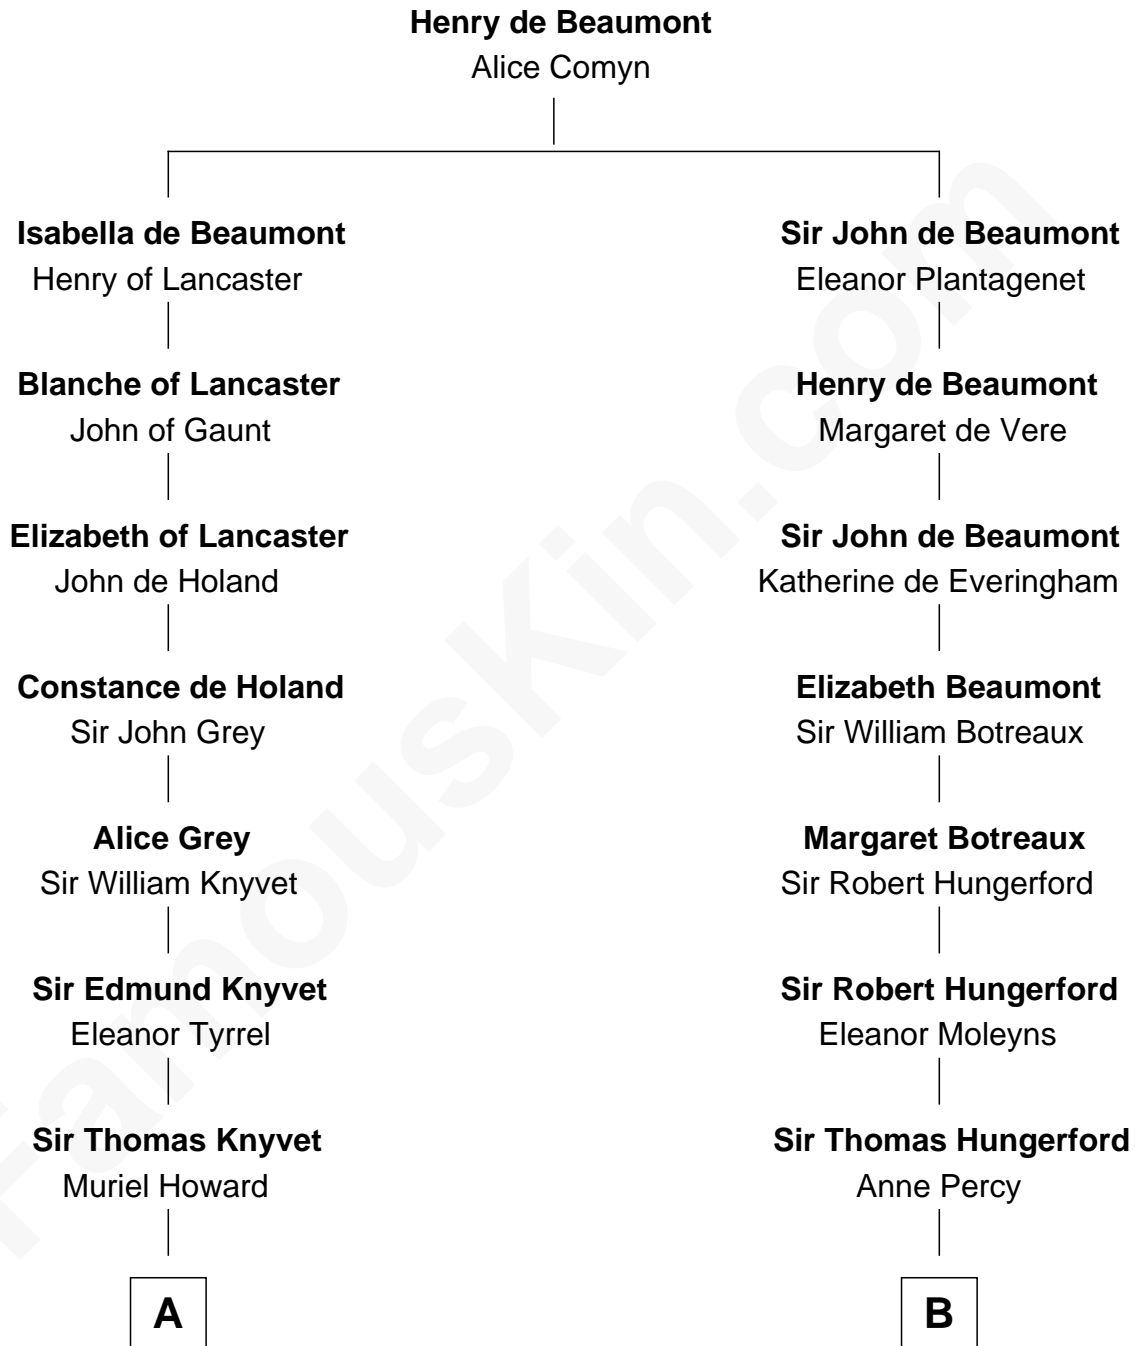 Henry de Beaumont
Alice Comyn
Isabella de Beaumont
Henry of Lancaster
Sir John de Beaumont
Eleanor Plantagenet
Blanche of Lancaster
John of Gaunt
Henry de Beaumont
Margaret de Vere
Elizabeth of Lancaster
John de Holand
Sir John de Beaumont
Katherine de Everingham
Constance de Holand
Sir John Grey
Elizabeth Beaumont
Sir William Botreaux
Alice Grey
Sir William Knyvet
Margaret Botreaux
Sir Robert Hungerford
Sir Edmund Knyvet
Eleanor Tyrrel
Sir Robert Hungerford
Eleanor Moleyns
Sir Thomas Knyvet
Muriel Howard
Sir Thomas Hungerford
Anne Percy
A
B
FamousKin.com